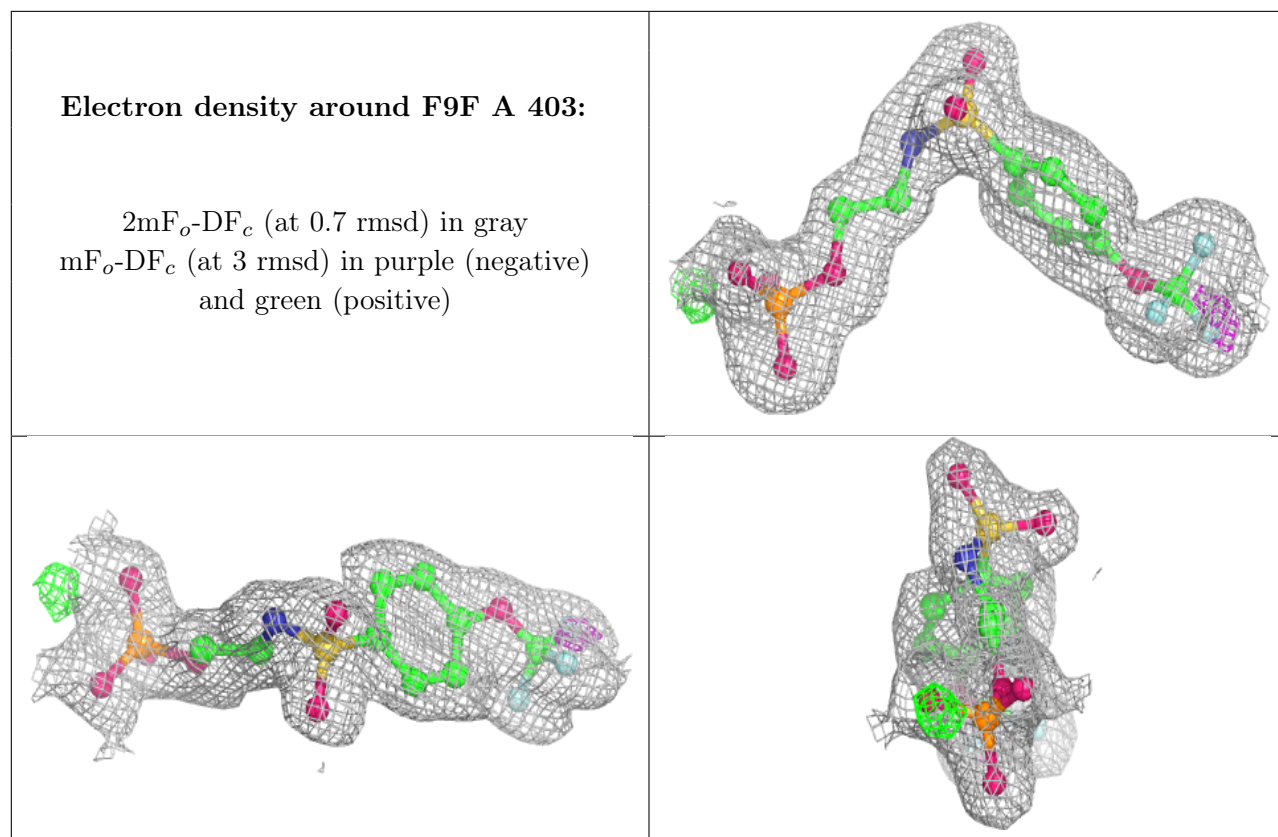 Electron density around F9F A 403:
2mFₒ-DF𝒸 (at 0.7 rmsd) in gray
mFₒ-DF𝒸 (at 3 rmsd) in purple (negative)
and green (positive)